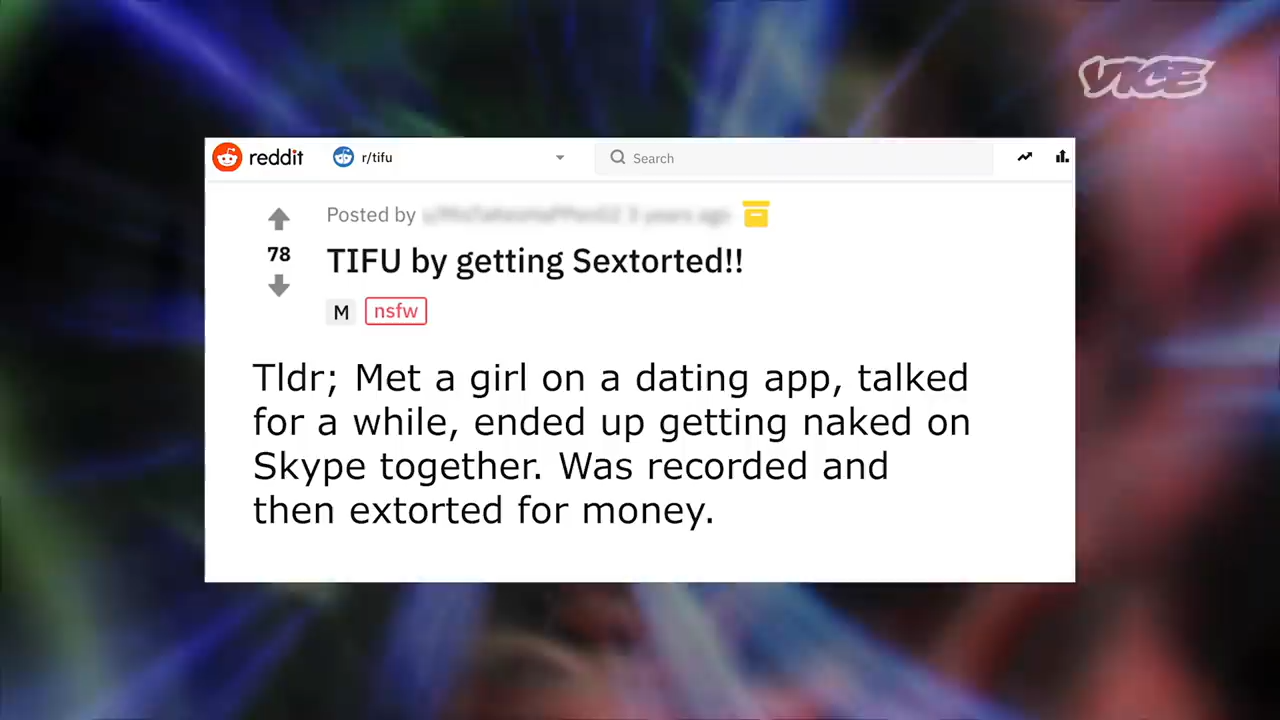 VICE
reddit r/tifu Search
Posted by
78
TIFU by getting Sextorted!!
M nsfw
Tldr; Met a girl on a dating app, talked
for a while, ended up getting naked on
Skype together. Was recorded and
then extorted for money.